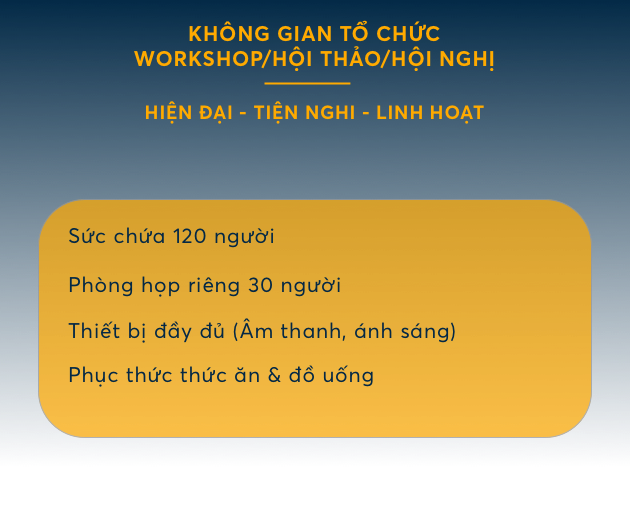 KHÔNG GIAN TỔ CHỨC
WORKSHOP/HỘI THẢO/HỘI NGHỊ
HIỆN ĐẠI - TIỆN NGHI - LINH HOẠT
Sức chứa 120 người
Phòng họp riêng 30 người
Thiết bị đầy đủ (Âm thanh, ánh sáng)
Phục thức thức ăn & đồ uống